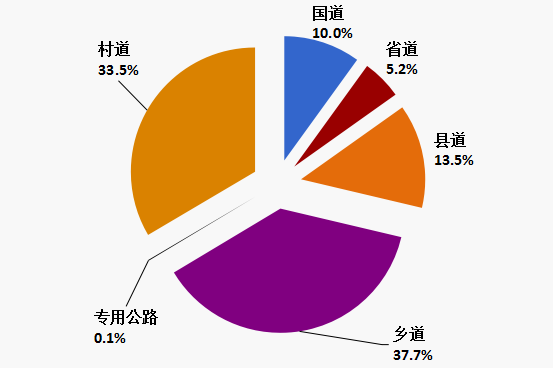 国道
10.0%
省道
5.2%
县道
13.5%
乡道
37.7%
专用公路
0.1%
村道
33.5%